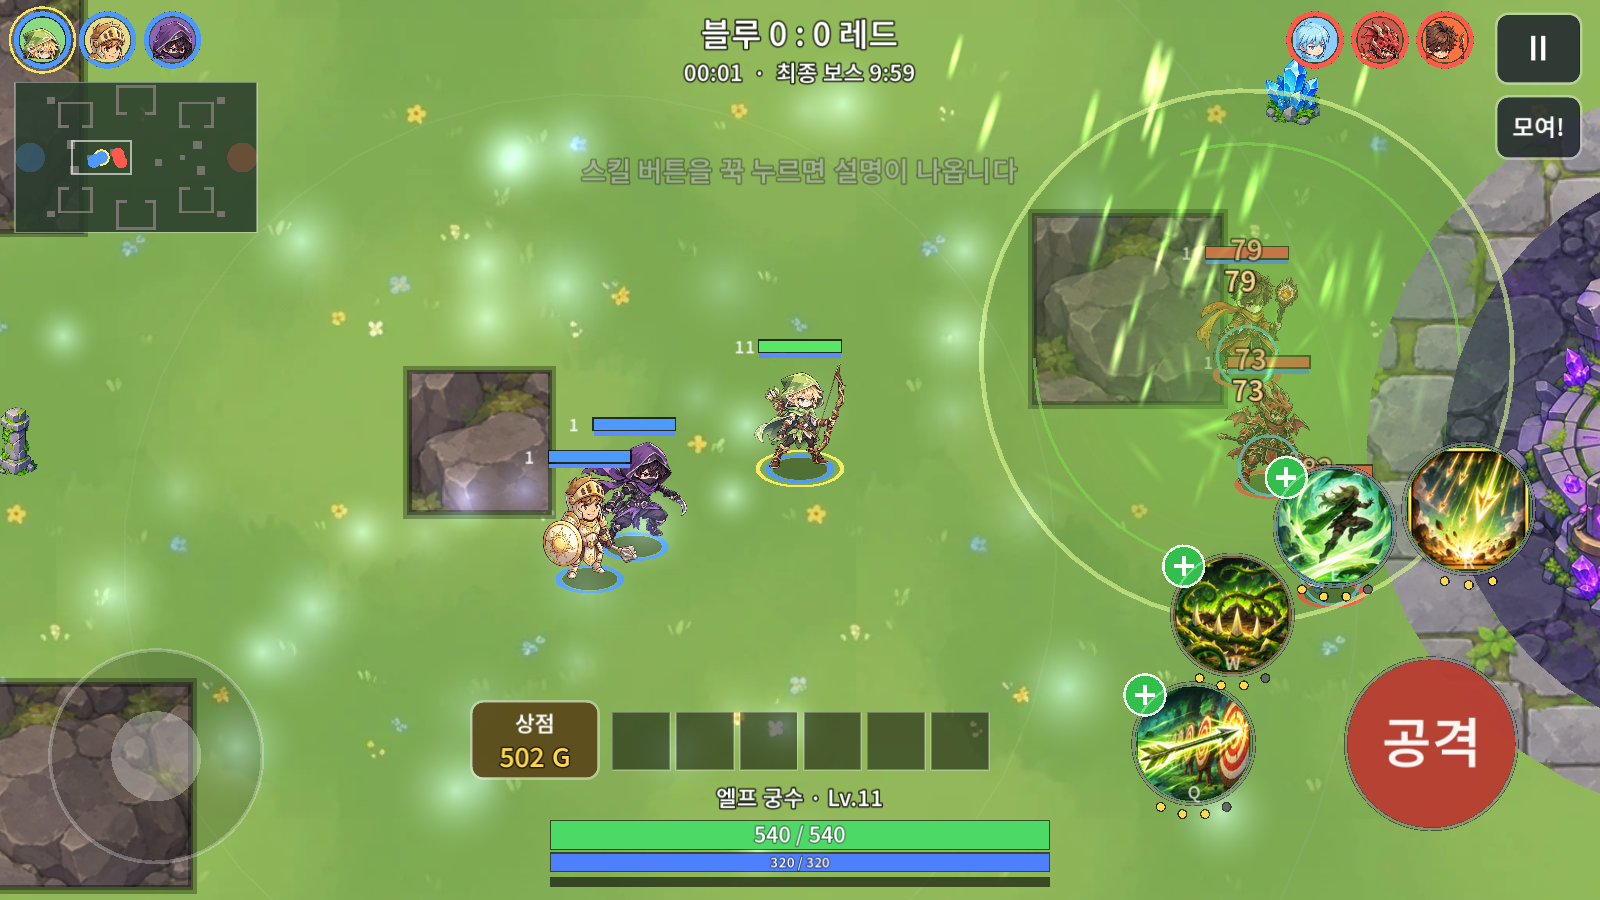 블루 0 : 0 레드
00:01 · 최종 보스 9:59
모여!
스킬 버튼을 꾹 누르면 설명이 나옵니다
79
79
11
1
73
73
1
1
W
Q
공격
상점
502 G
엘프 궁수 · Lv.11
540 / 540
320 / 320